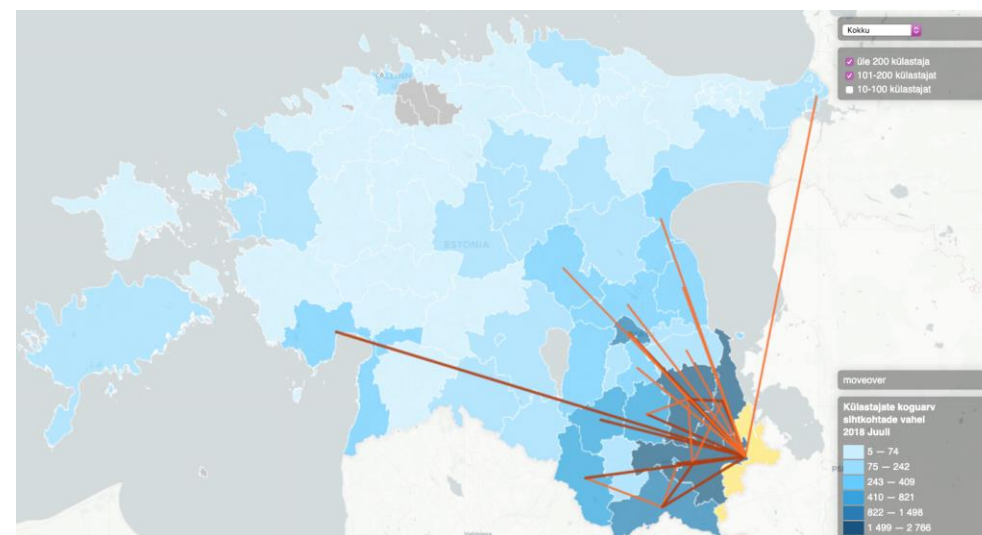 Kokku
üle 200 külastaja
101-200 külastajat
10-100 külastajat
TALLINN
ESTONIA
moveover
Külastajate koguarv
sihtkohtade vahel
2018 Juuli
5 — 74
75 — 242
243 — 409
410 — 821
822 — 1 498
1 499 — 2 766